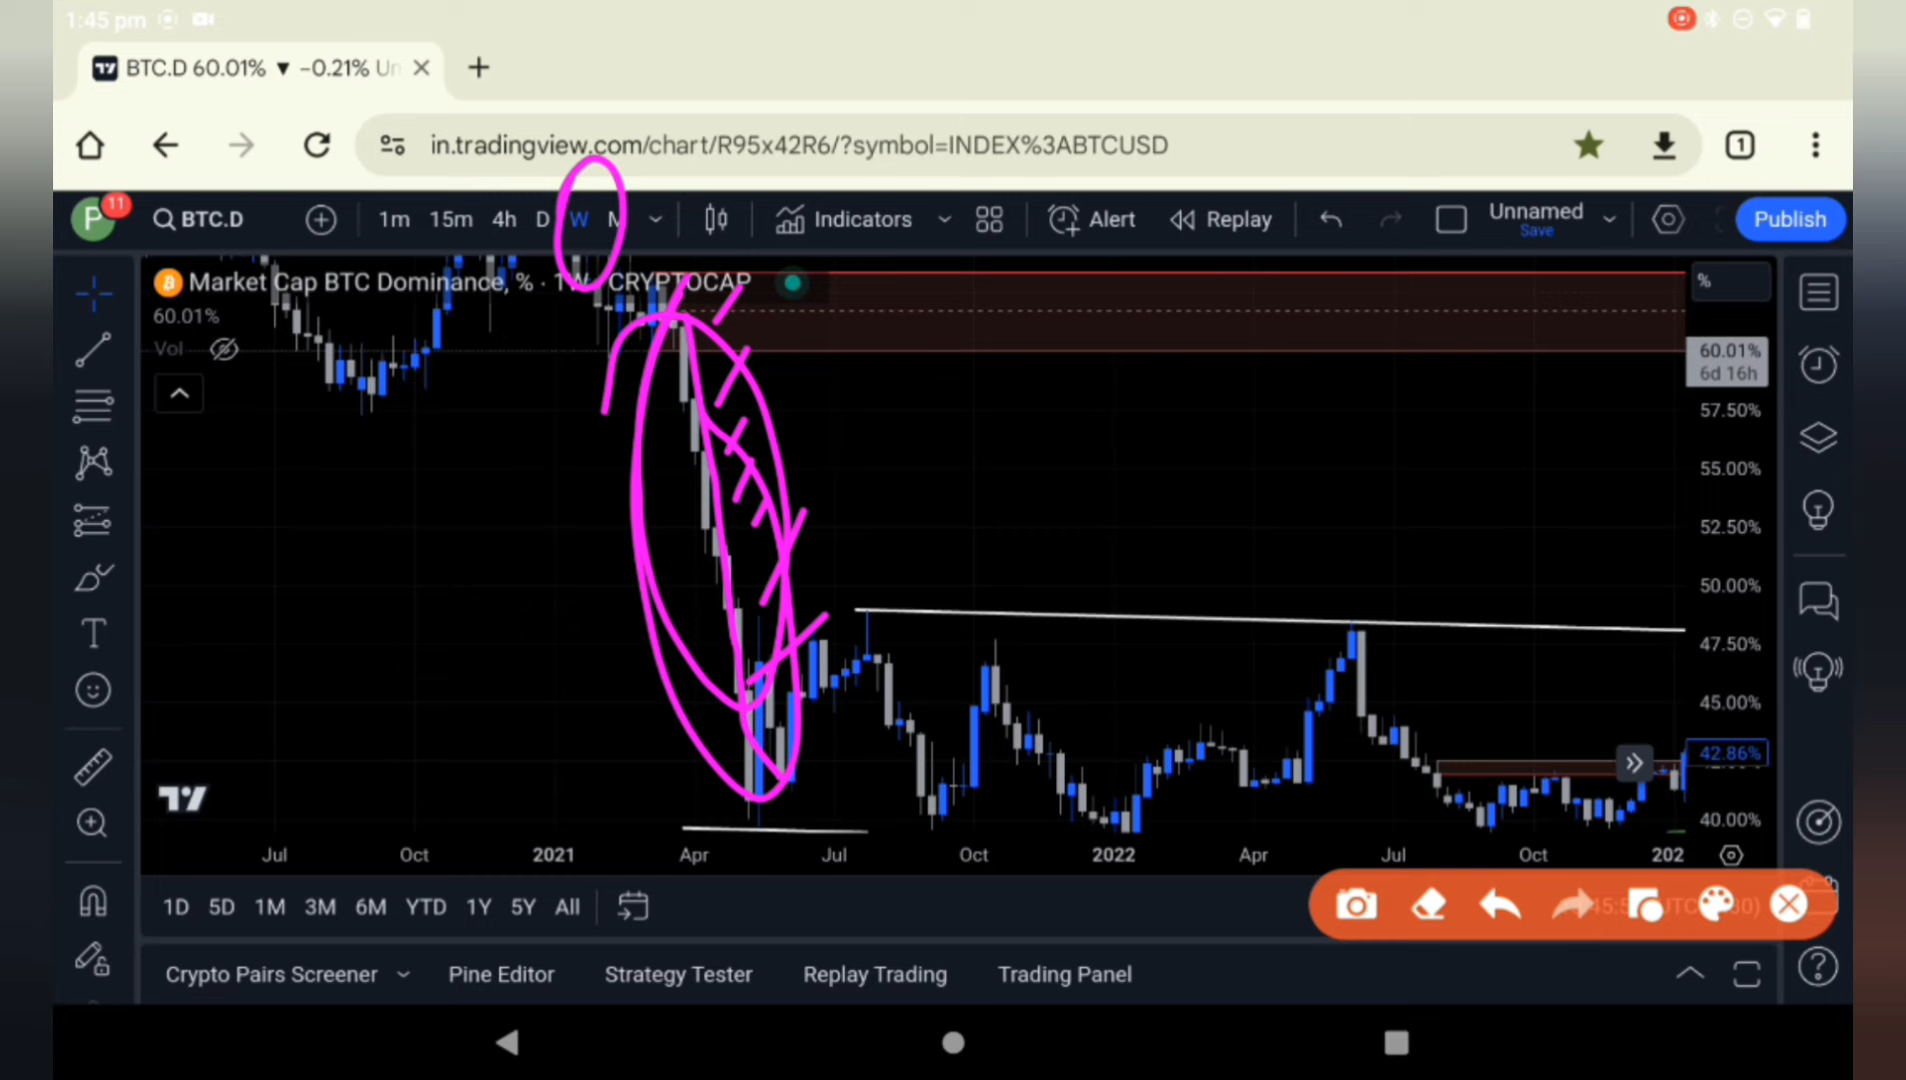 1:45 pm
BTC.D 60.01% ▼ −0.21% Un
in.tradingview.com/chart/R95x42R6/?symbol=INDEX%3ABTCUSD
1
P 11 BTC.D 1m 15m 4h D W M Indicators Alert Replay Unnamed Save Publish
Market Cap BTC Dominance, % · 1W · CRYPTOCAP
%
60.01%
Vol
60.01%
6d 16h
57.50%
55.00%
52.50%
50.00%
47.50%
45.00%
42.86%
40.00%
Jul Oct 2021 Apr Jul Oct 2022 Apr Jul Oct 202
1D 5D 1M 3M 6M YTD 1Y 5Y All
Crypto Pairs Screener Pine Editor Strategy Tester Replay Trading Trading Panel